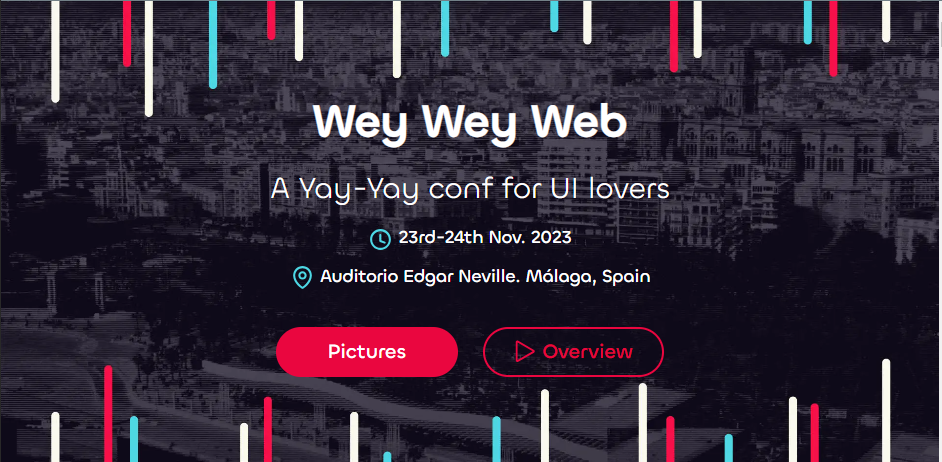 Wey Wey Web
A Yay-Yay conf for UI lovers
23rd-24th Nov. 2023
Auditorio Edgar Neville. Málaga, Spain
Pictures
Overview